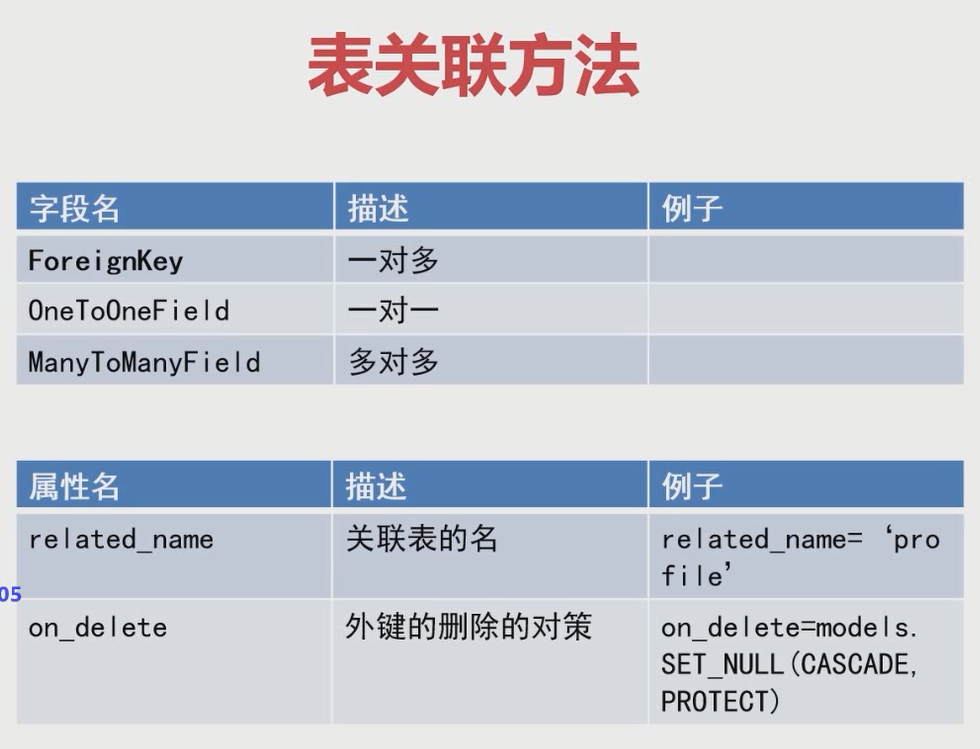 表关联方法
字段名 描述 例子
ForeignKey 一对多
OneToOneField 一对一
ManyToManyField 多对多
属性名 描述 例子
related_name 关联表的名 related_name= ‘pro
file’
05
on_delete 外键的删除的对策 on_delete=models.
SET_NULL(CASCADE,
PROTECT)